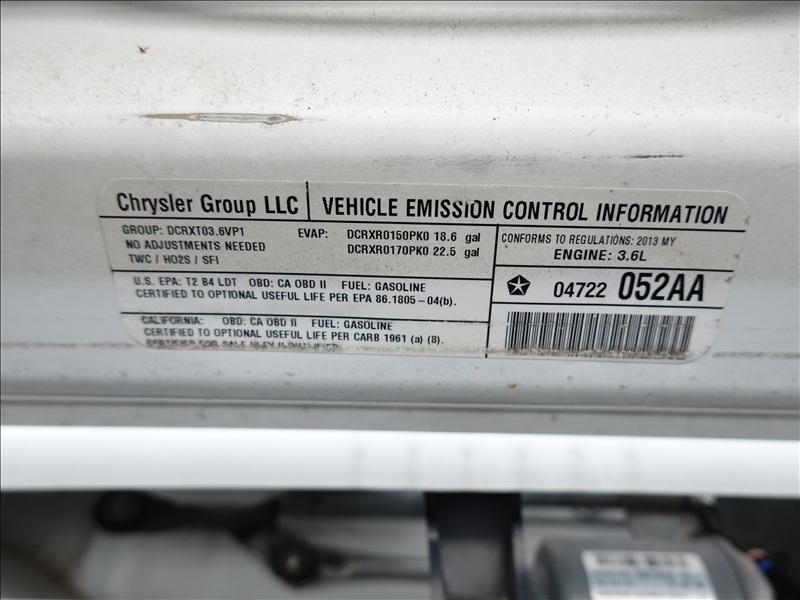 Chrysler Group LLC VEHICLE EMISSION CONTROL INFORMATION
GROUP: DCRXT03.6VP1
NO ADJUSTMENTS NEEDED
TWC / HO2S / SFI
EVAP: DCRXR0150PK0 18.6 gal
DCRXR0170PK0 22.5 gal
CONFORMS TO REGULATIONS: 2013 MY
ENGINE: 3.6L
U.S. EPA: T2 B4 LDT OBD: CA OBD II FUEL: GASOLINE
CERTIFIED TO OPTIONAL USEFUL LIFE PER EPA 86.1805-04(b).
04722 052AA
CALIFORNIA: OBD: CA OBD II FUEL: GASOLINE
CERTIFIED TO OPTIONAL USEFUL LIFE PER CARB 1961 (a) (8).
CERTIFIED FOR SALE